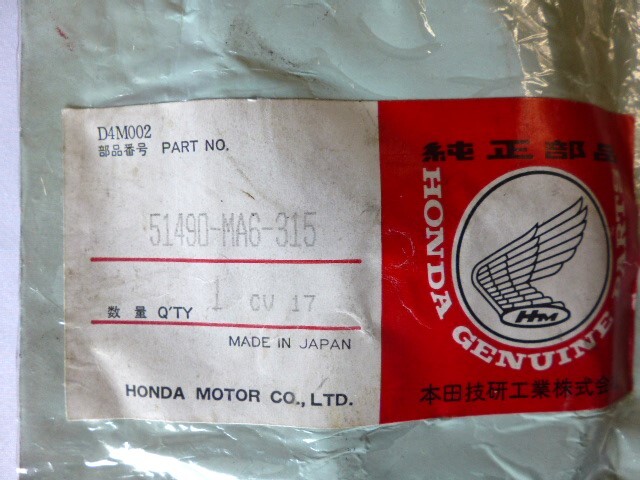 D4M002
部品番号 PART NO.
51490-MA6-315
数量 Q'TY 1 CV 17
MADE IN JAPAN
HONDA MOTOR CO., LTD.
純正部品
HONDA GENUINE PARTS
HM
本田技研工業株式会